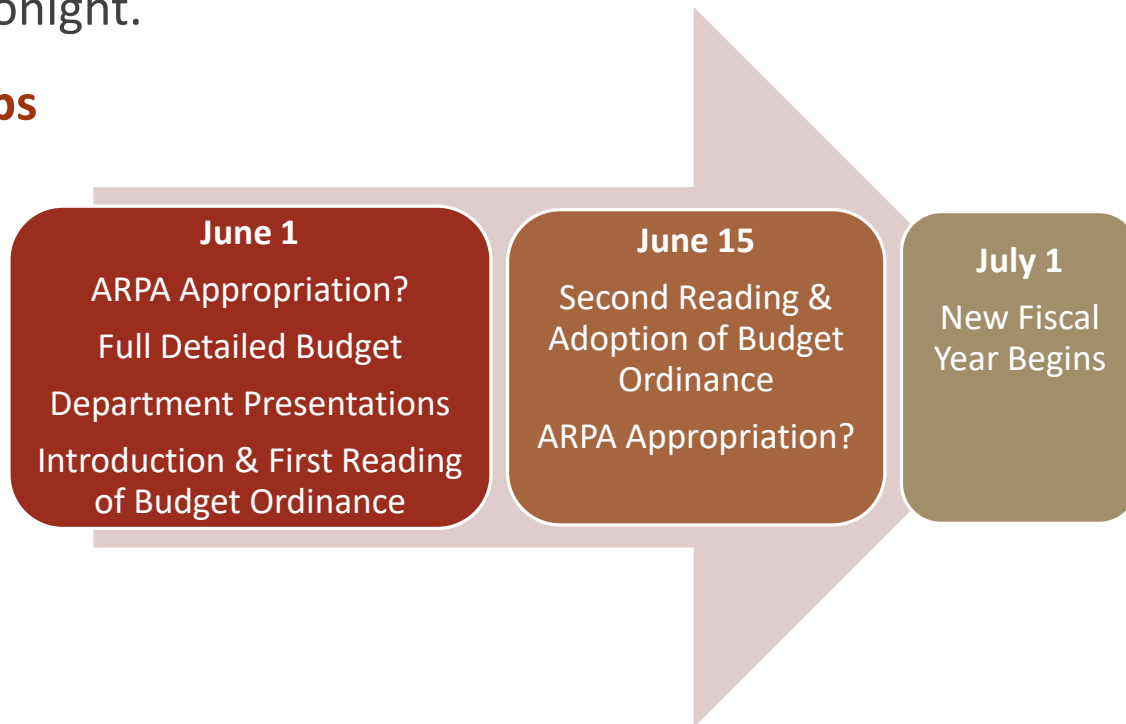 onight.
ps
June 1
ARPA Appropriation?
Full Detailed Budget
Department Presentations
Introduction & First Reading
of Budget Ordinance
June 15
Second Reading &
Adoption of Budget
Ordinance
ARPA Appropriation?
July 1
New Fiscal
Year Begins